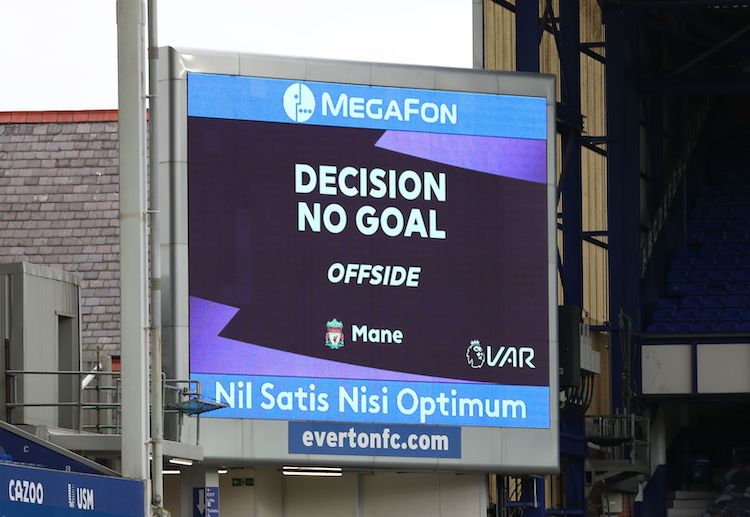 MEGAFON
DECISION
NO GOAL
OFFSIDE
Mane
VAR
Nil Satis Nisi Optimum
evertonfc.com
CAZOO
USM